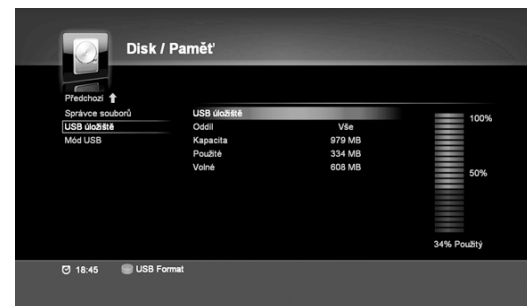 Disk / Paměť
Předchozí
Správce souborů
USB úložiště
Mód USB
USB úložiště
Oddíl Vše
Kapacita 979 MB
Použité 334 MB
Volné 608 MB
100%
50%
34% Použitý
18:45 USB Format